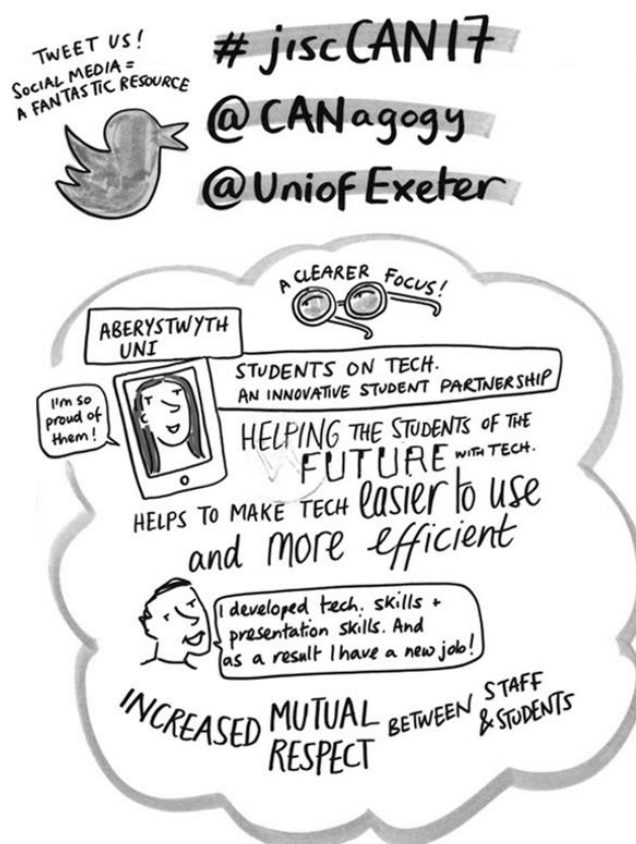 TWEET US!
SOCIAL MEDIA =
A FANTASTIC RESOURCE
# jiscCAN17
@CANagogy
@UniofExeter
A CLEARER FOCUS!
ABERYSTWYTH
UNI
STUDENTS ON TECH.
AN INNOVATIVE STUDENT PARTNERSHIP
I'm so
proud of
them!
HELPING THE STUDENTS OF THE
FUTURE WITH TECH.
HELPS TO MAKE TECH easier to use
and more efficient
I developed tech. skills +
presentation skills. And
as a result I have a new job!
INCREASED MUTUAL
RESPECT
BETWEEN STAFF
& STUDENTS